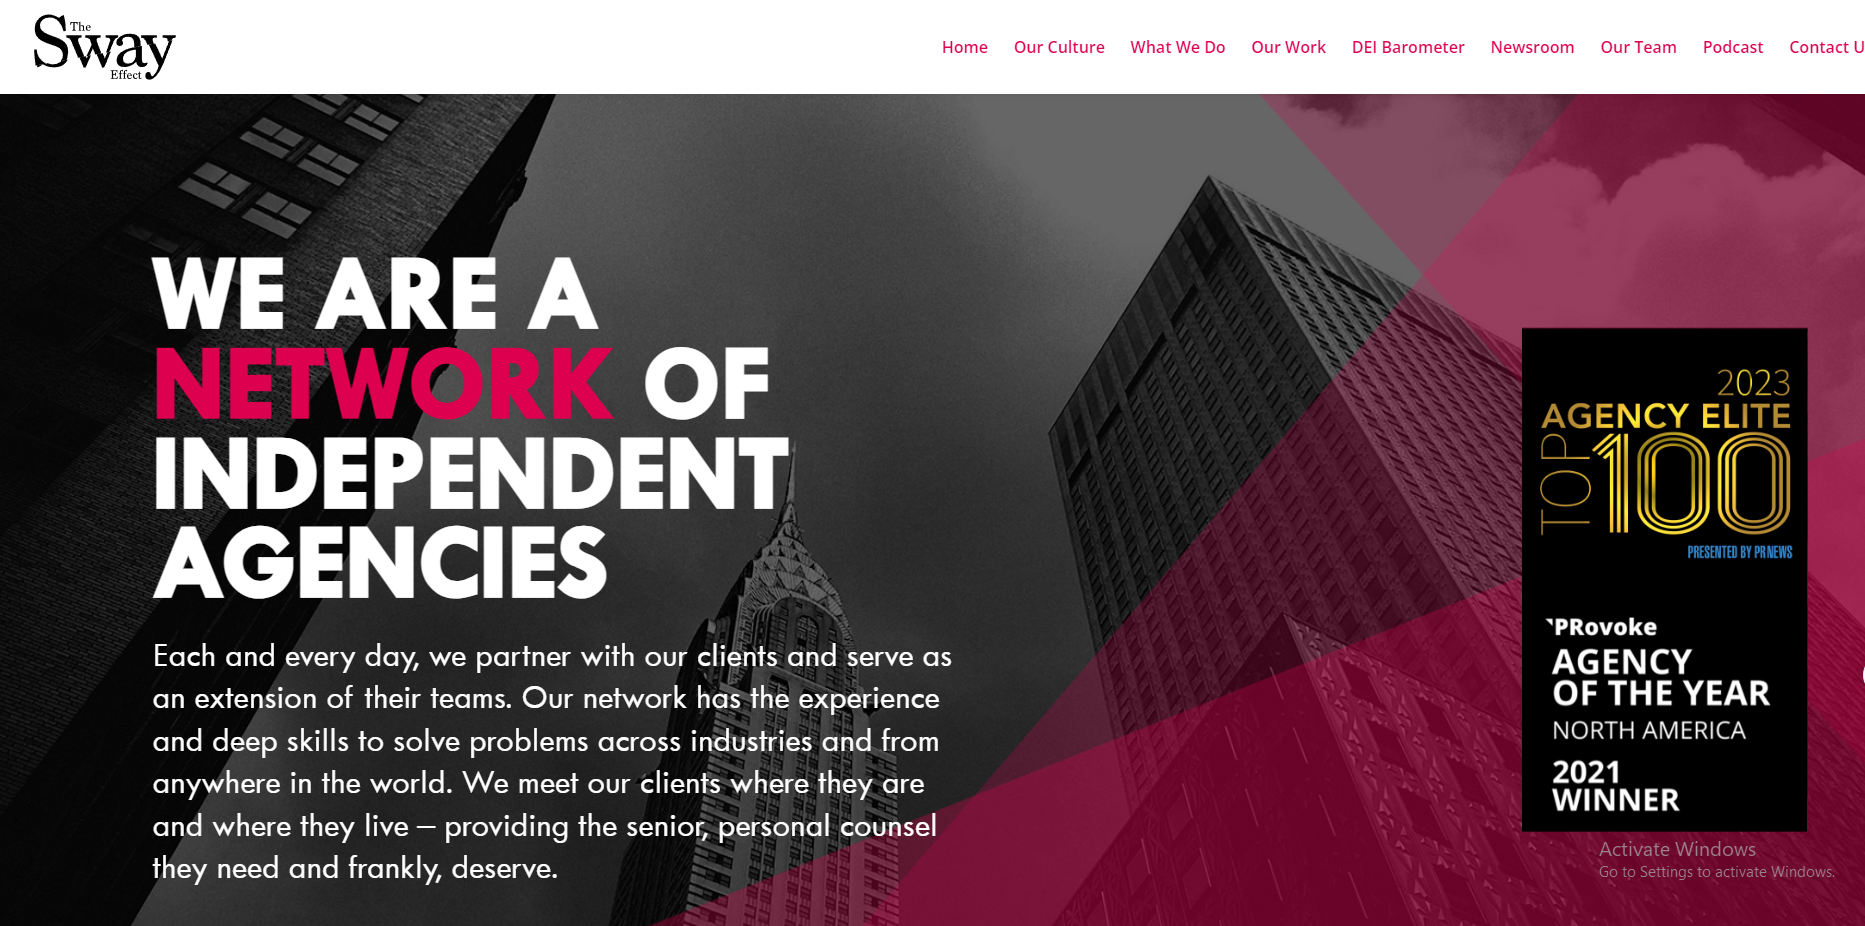 The
Sway
Effect
Home Our Culture What We Do Our Work DEI Barometer Newsroom Our Team Podcast Contact U
WE ARE A
NETWORK OF
INDEPENDENT
AGENCIES
Each and every day, we partner with our clients and serve as
an extension of their teams. Our network has the experience
and deep skills to solve problems across industries and from
anywhere in the world. We meet our clients where they are
and where they live — providing the senior, personal counsel
they need and frankly, deserve.
2023
AGENCY ELITE
TOP 100
PRESENTED BY PRNEWS
PRovoke
AGENCY
OF THE YEAR
NORTH AMERICA
2021
WINNER
Activate Windows
Go to Settings to activate Windows.